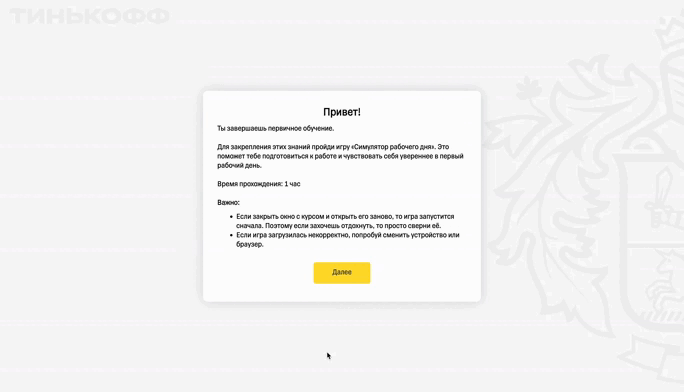 ТИНЬКОФФ
Привет!
Ты завершаешь первичное обучение.
Для закрепления этих знаний пройди игру «Симулятор рабочего дня». Это
поможет тебе подготовиться к работе и чувствовать себя увереннее в первый
рабочий день.
Время прохождения: 1 час
Важно:
• Если закрыть окно с курсом и открыть его заново, то игра запустится
сначала. Поэтому если захочешь отдохнуть, то просто сверни её.
• Если игра загрузилась некорректно, попробуй сменить устройство или
браузер.
Далее